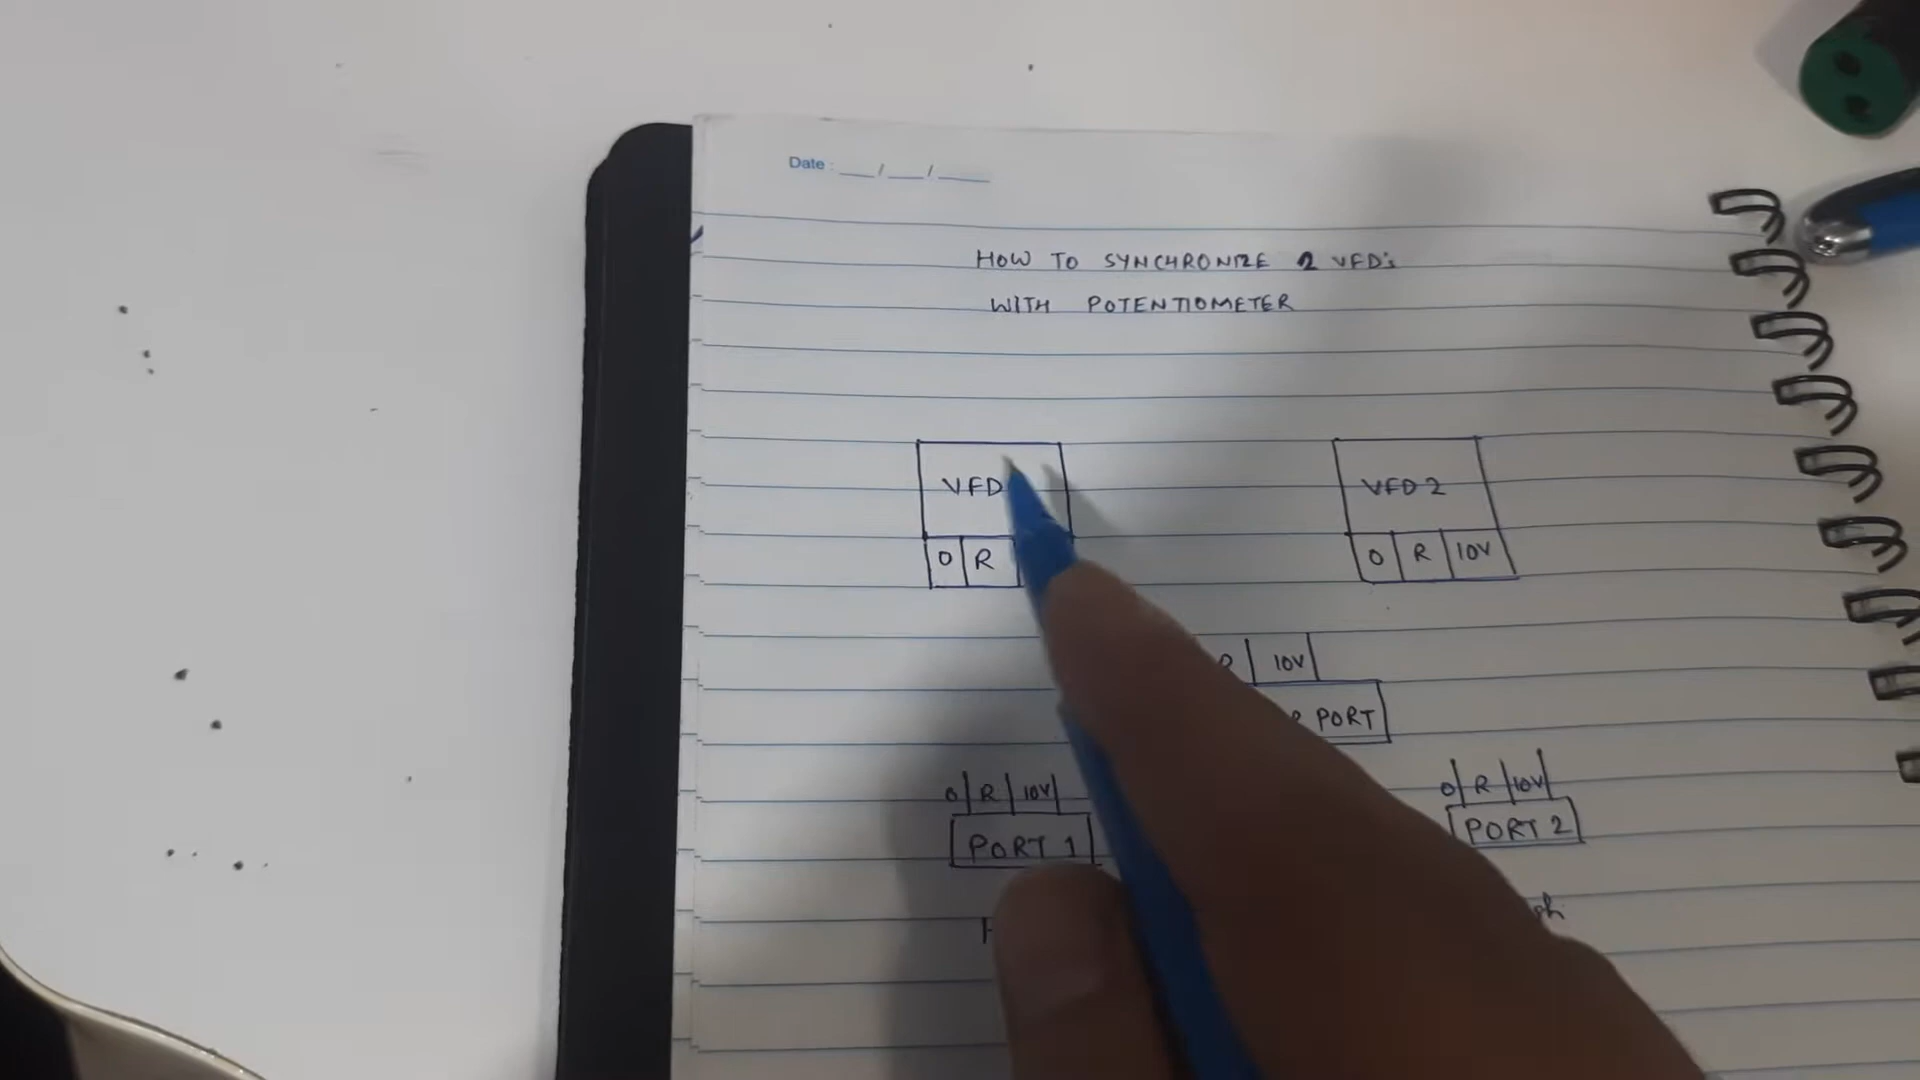 Date : __/__/____
HOW TO SYNCHRONIZE 2 VFD's
WITH POTENTIOMETER
VFD
VFD 2
0 R
0 R 10V
10V
PORT
0 R 10V
0 R 10V
PORT 1
PORT 2